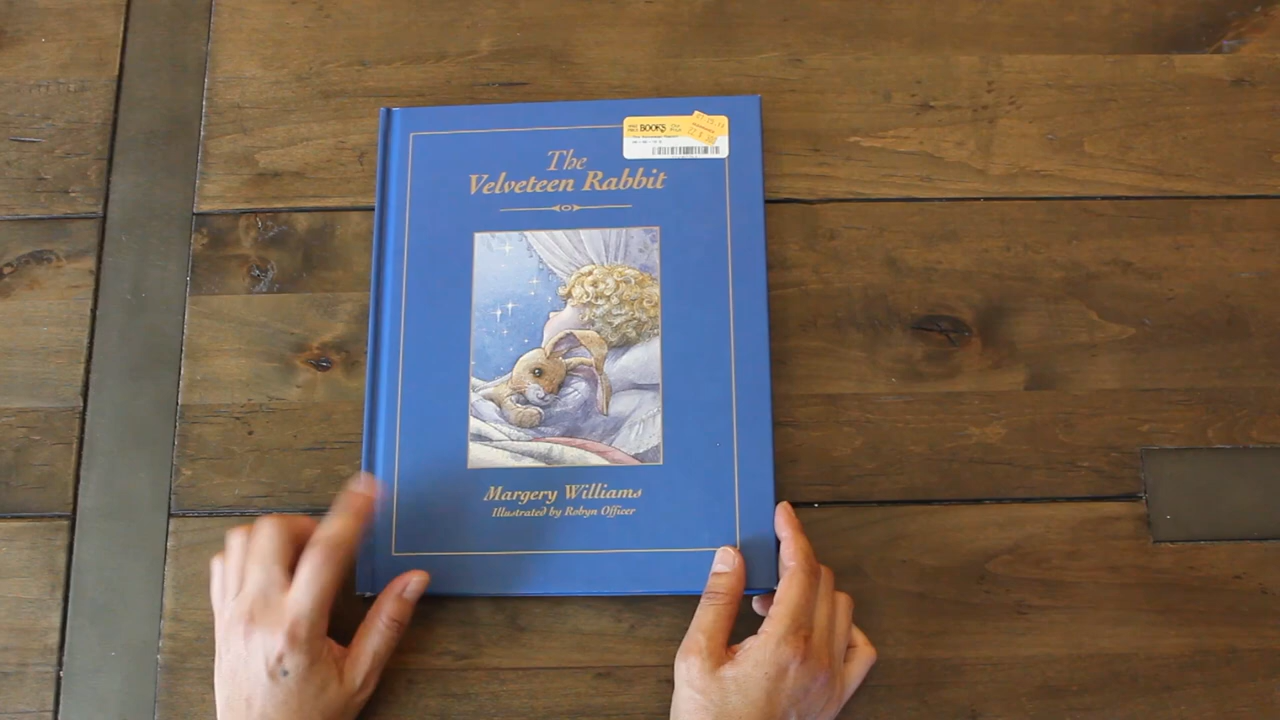 BOOKS
The
Velveteen Rabbit
Margery Williams
Illustrated by Robyn Officer